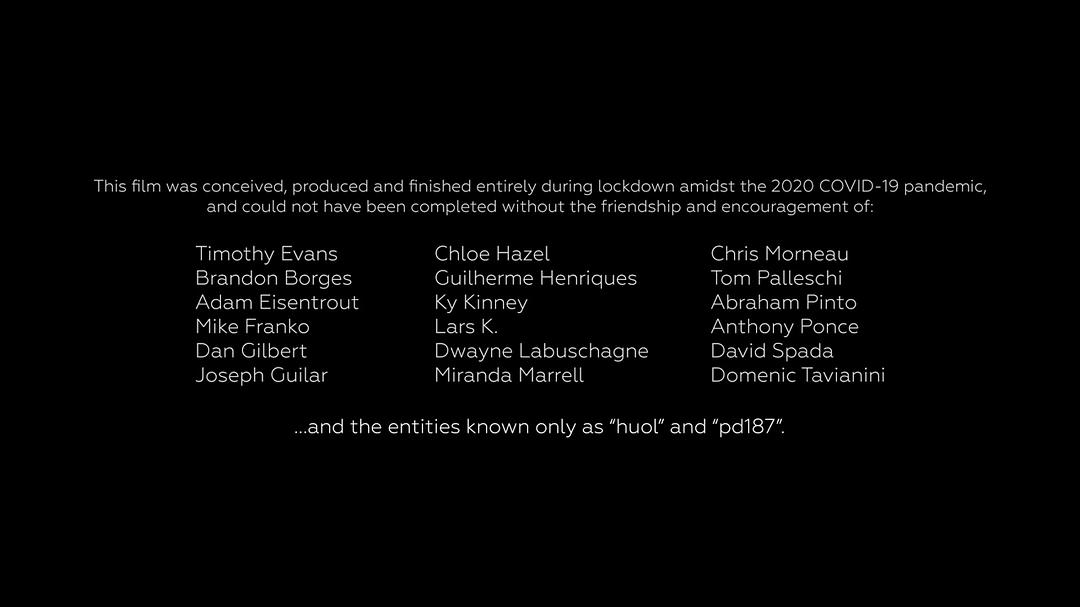 This film was conceived, produced and finished entirely during lockdown amidst the 2020 COVID-19 pandemic,
and could not have been completed without the friendship and encouragement of:
Timothy Evans
Brandon Borges
Adam Eisentrout
Mike Franko
Dan Gilbert
Joseph Guilar
Chloe Hazel
Guilherme Henriques
Ky Kinney
Lars K.
Dwayne Labuschagne
Miranda Marrell
Chris Morneau
Tom Palleschi
Abraham Pinto
Anthony Ponce
David Spada
Domenic Tavianini
...and the entities known only as “huol” and “pd187”.